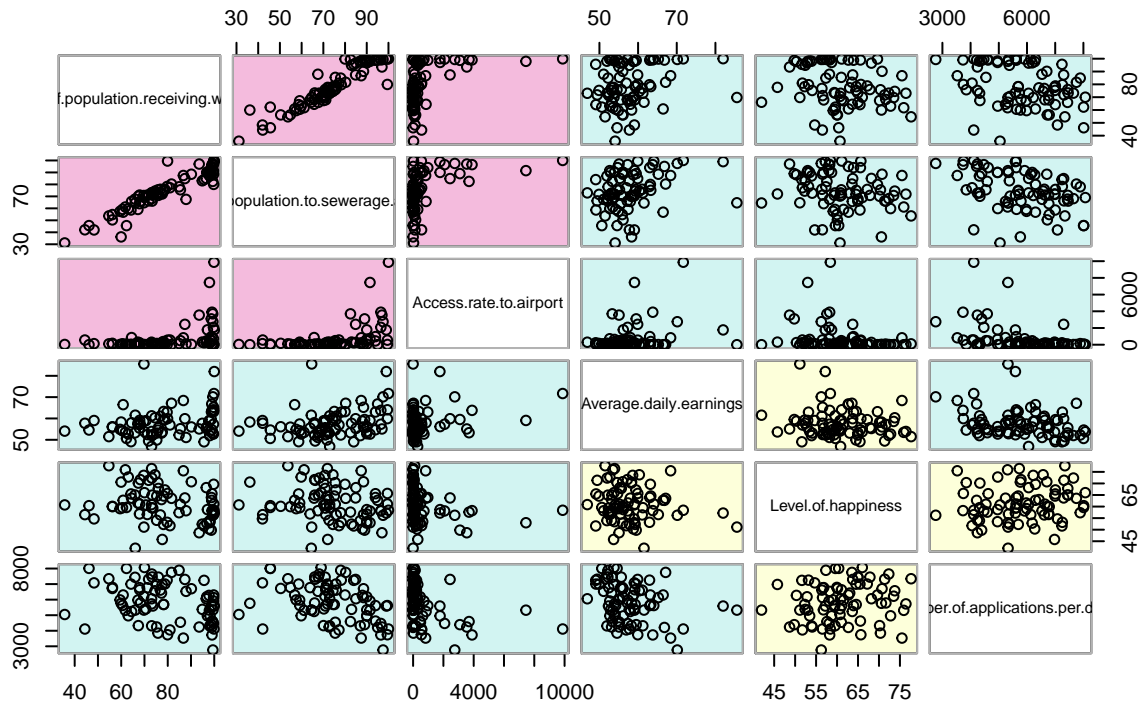 30 50 70 90 50 70 3000 6000
f.population.receiving.w
40 80
30 70
population.to.sewerage.
Access.rate.to.airport
0 6000
50 70
Average.daily.earnings
Level.of.happiness
45 65
3000 8000
per.of.applications.per.d
40 60 80 0 4000 10000 45 55 65 75